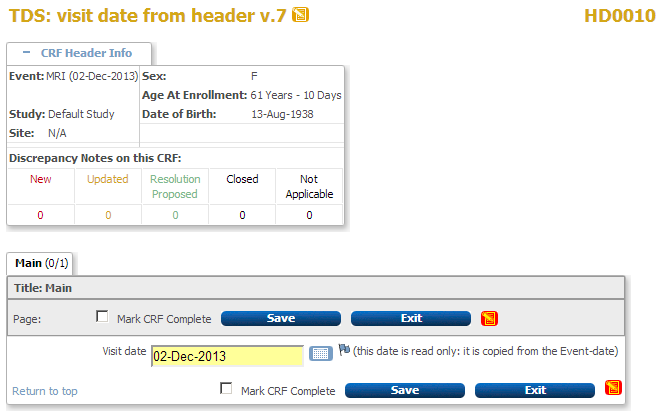 TDS: visit date from header v.7 HD0010
− CRF Header Info
Event: MRI (02-Dec-2013) Sex: F
Age At Enrollment: 61 Years - 10 Days
Study: Default Study Date of Birth: 13-Aug-1938
Site: N/A
Discrepancy Notes on this CRF:
New Updated Resolution Proposed Closed Not Applicable
0 0 0 0 0
Main (0/1)
Title: Main
Page: Mark CRF Complete Save Exit
Visit date 02-Dec-2013 (this date is read only: it is copied from the Event-date)
Return to top Mark CRF Complete Save Exit